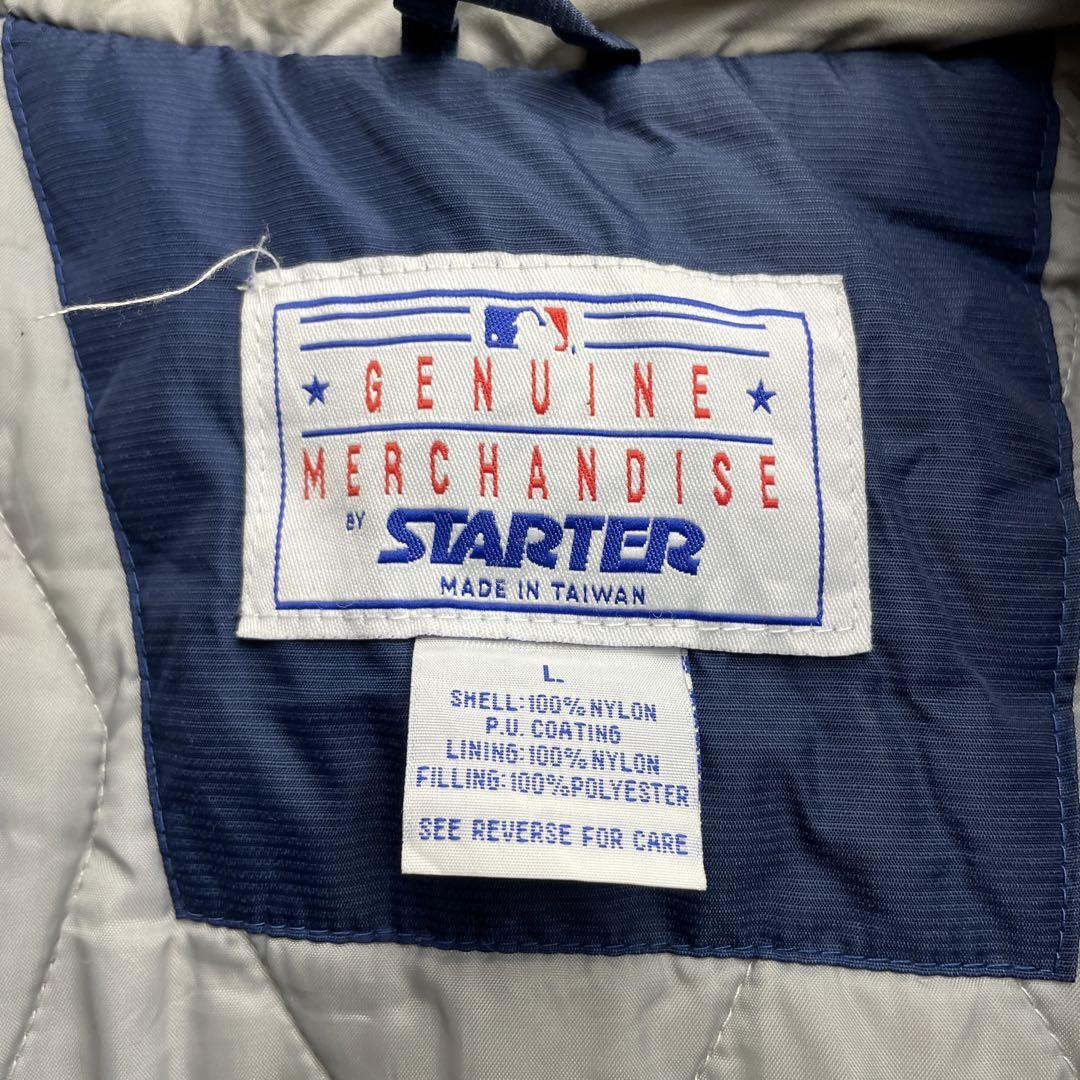 GENUINE
MERCHANDISE
BY STARTER
MADE IN TAIWAN
L.
SHELL:100% NYLON
P.U. COATING
LINING:100% NYLON
FILLING:100% POLYESTER
SEE REVERSE FOR CARE